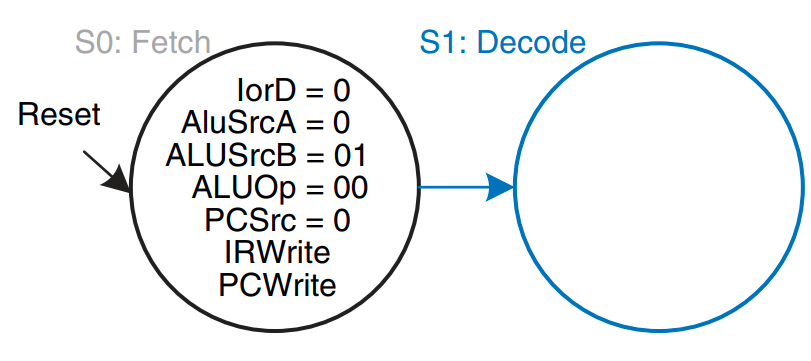 S0: Fetch
S1: Decode
Reset
IorD = 0
AluSrcA = 0
ALUSrcB = 01
ALUOp = 00
PCSrc = 0
IRWrite
PCWrite